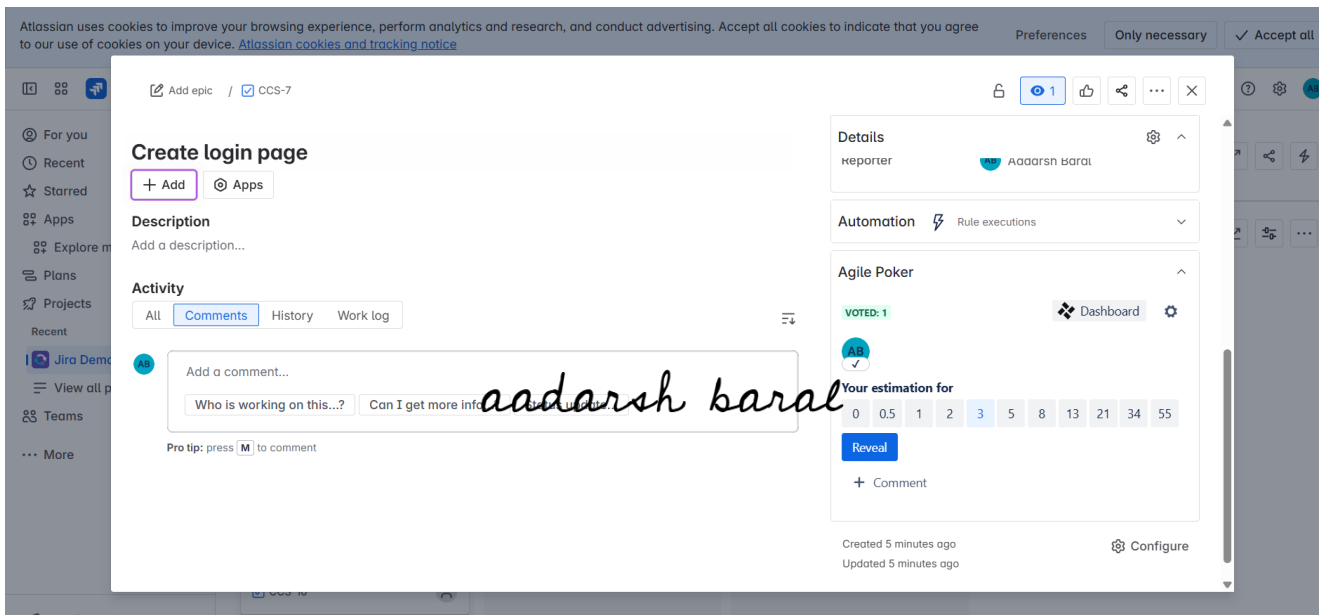 Atlassian uses cookies to improve your browsing experience, perform analytics and research, and conduct advertising. Accept all cookies to indicate that you agree
to our use of cookies on your device. Atlassian cookies and tracking notice
Preferences
Only necessary
Accept all
Add epic / CCS-7
1
For you
Recent
Starred
Apps
Explore
Plans
Projects
Recent
Jira Demo
View all
Teams
More
Create login page
+ Add
Apps
Description
Add a description...
Activity
All
Comments
History
Work log
AB
Add a comment...
Who is working on this...?
Can I get more info
Status update...
aadarsh baral
Pro tip: press M to comment
Details
Reporter
AB
Aadarsh Baral
Automation
Rule executions
Agile Poker
VOTED: 1
Dashboard
AB
Your estimation for
0 0.5 1 2 3 5 8 13 21 34 55
Reveal
+ Comment
Created 5 minutes ago
Updated 5 minutes ago
Configure
AB